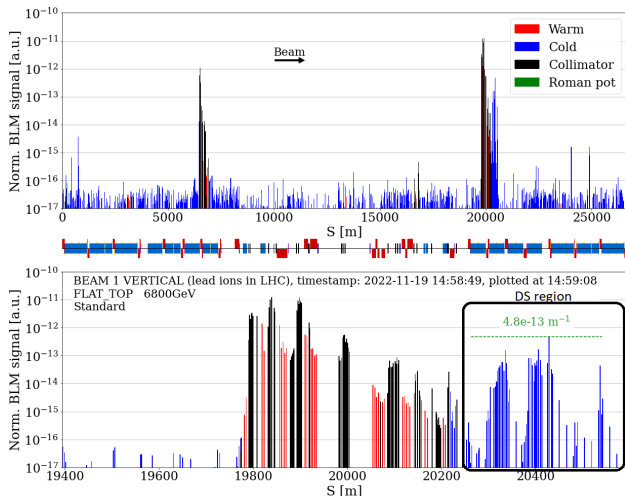 10⁻¹⁰
10⁻¹¹
10⁻¹²
10⁻¹³
10⁻¹⁴
10⁻¹⁵
10⁻¹⁶
10⁻¹⁷
Norm. BLM signal [a.u.]
Beam
Warm
Cold
Collimator
Roman pot
0 5000 10000 15000 20000 25000
S [m]
10⁻¹⁰
10⁻¹¹
10⁻¹²
10⁻¹³
10⁻¹⁴
10⁻¹⁵
10⁻¹⁶
10⁻¹⁷
Norm. BLM signal [a.u.]
BEAM 1 VERTICAL (lead ions in LHC), timestamp: 2022-11-19 14:58:49, plotted at 14:59:08
FLAT_TOP 6800GeV
Standard
DS region
4.8e-13 m⁻¹
19400 19600 19800 20000 20200 20400
S [m]